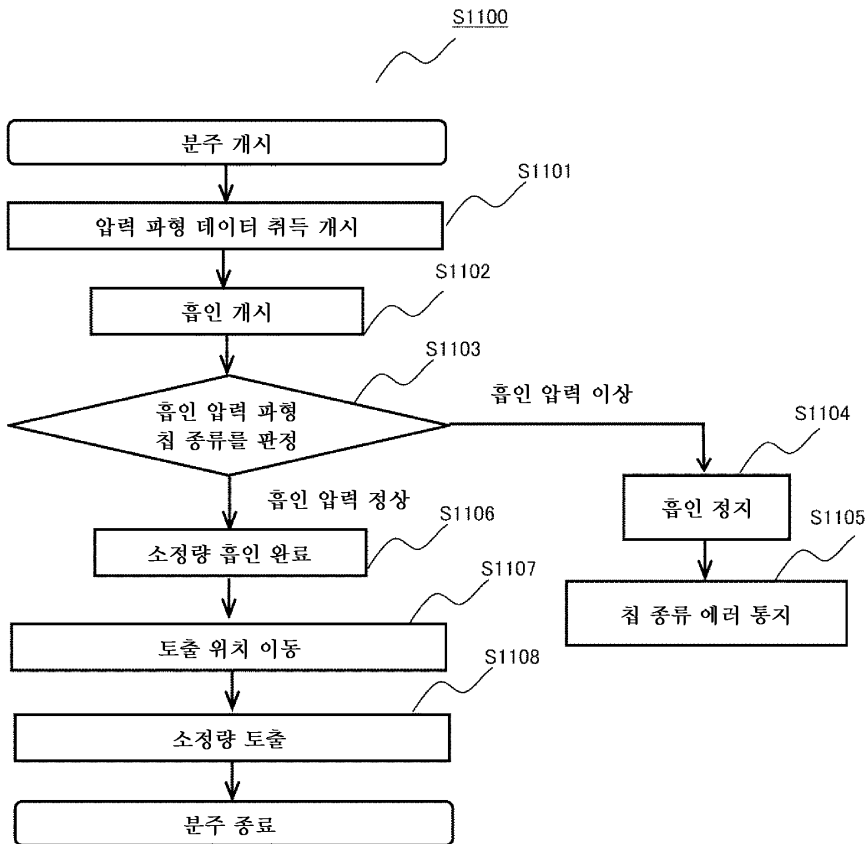 S1100
분주 개시
S1101
압력 파형 데이터 취득 개시
S1102
흡인 개시
S1103
흡인 압력 파형
칩 종류를 판정
흡인 압력 이상
S1104
흡인 정지
S1105
칩 종류 에러 통지
흡인 압력 정상
S1106
소정량 흡인 완료
S1107
토출 위치 이동
S1108
소정량 토출
분주 종료